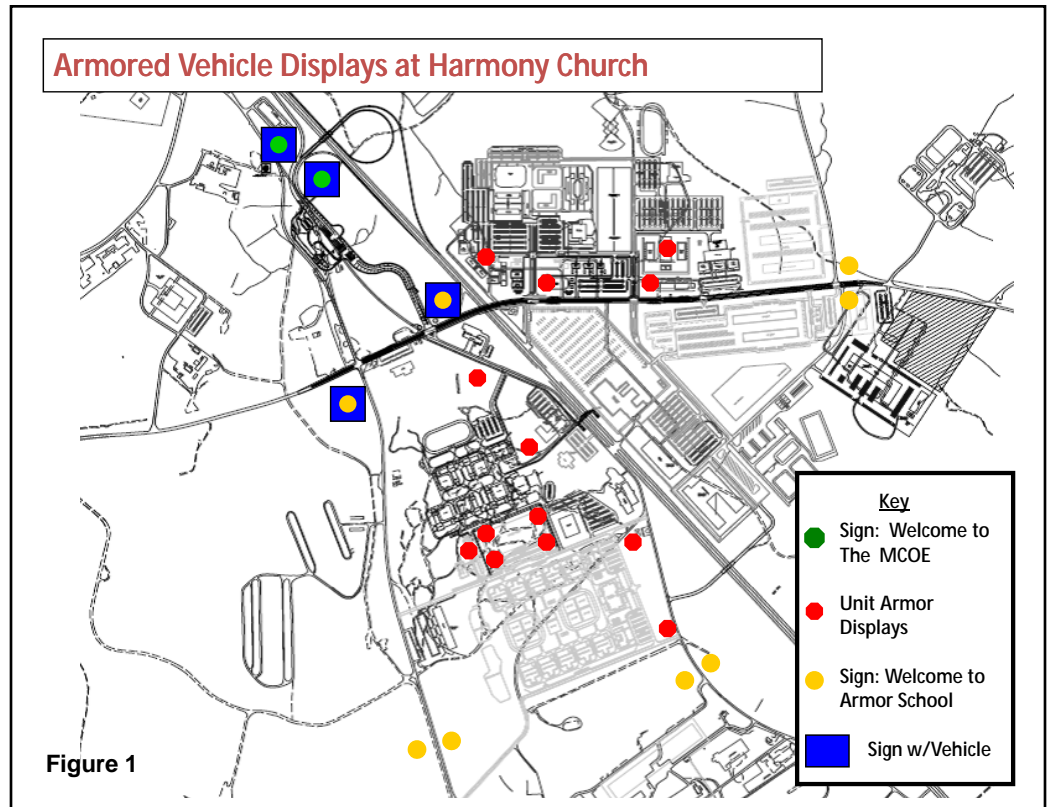 Armored Vehicle Displays at Harmony Church
Key
Sign: Welcome to
The MCOE
Unit Armor
Displays
Sign: Welcome to
Armor School
Sign w/Vehicle
Figure 1